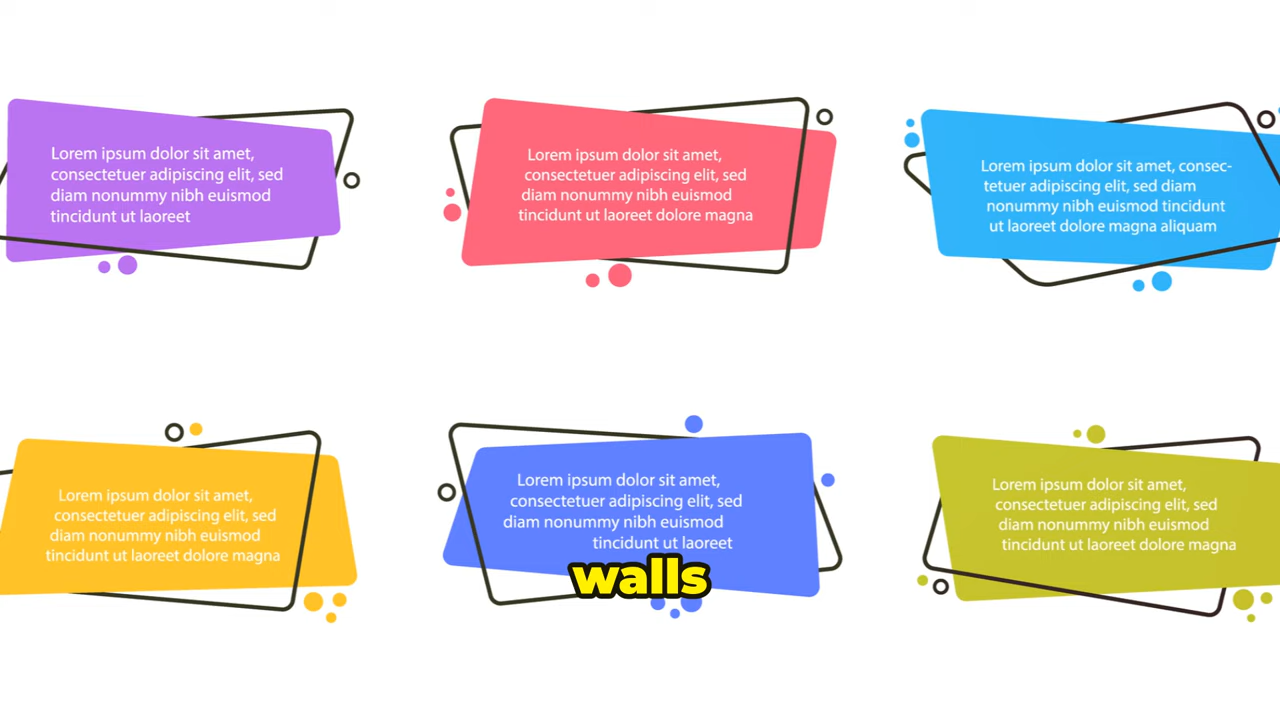 Lorem ipsum dolor sit amet,
consectetuer adipiscing elit, sed
diam nonummy nibh euismod
tincidunt ut laoreet
Lorem ipsum dolor sit amet,
consectetuer adipiscing elit, sed
diam nonummy nibh euismod
tincidunt ut laoreet dolore magna
Lorem ipsum dolor sit amet, consec-
tetuer adipiscing elit, sed diam
nonummy nibh euismod tincidunt
ut laoreet dolore magna aliquam
Lorem ipsum dolor sit amet,
consectetuer adipiscing elit, sed
diam nonummy nibh euismod
tincidunt ut laoreet dolore magna
Lorem ipsum dolor sit amet,
consectetuer adipiscing elit, sed
diam nonummy nibh euismod
tincidunt ut laoreet
walls
Lorem ipsum dolor sit amet,
consectetuer adipiscing elit, sed
diam nonummy nibh euismod
tincidunt ut laoreet dolore magna